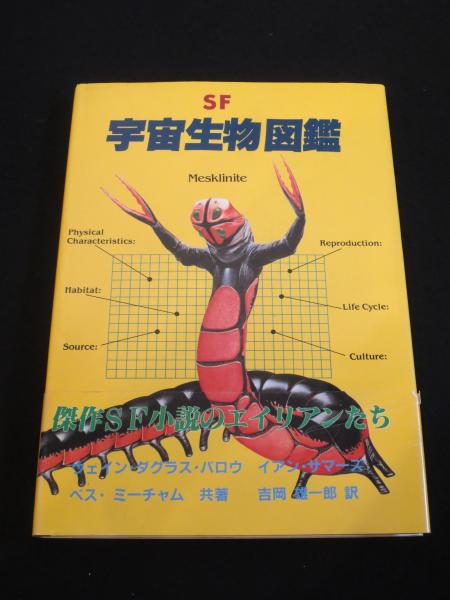 SF
宇宙生物図鑑
Mesklinite
Physical
Characteristics:
Reproduction:
Habitat:
Life Cycle:
Source:
Culture:
傑作SF小説のエイリアンたち
ウェイン・ダグラス・バロウ イアン・サマーズ
ベス・ミーチャム 共著 吉岡 雄一郎 訳